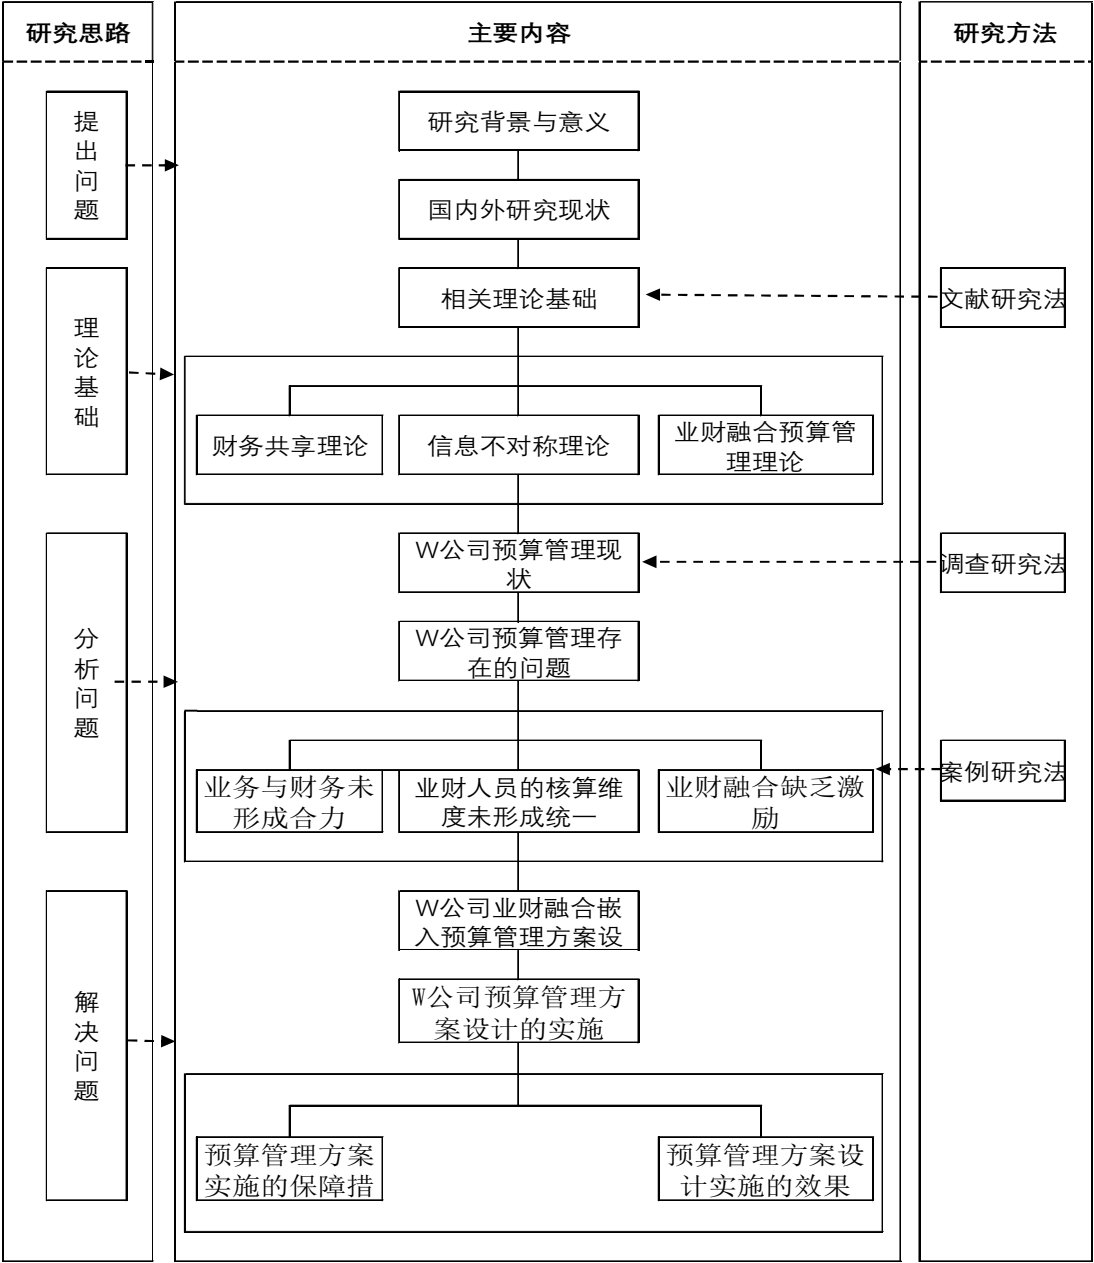 研究思路
主要内容
研究方法
提
出
问
题
研究背景与意义
国内外研究现状
理
论
基
础
相关理论基础
文献研究法
财务共享理论
信息不对称理论
业财融合预算管
理理论
分
析
问
题
W公司预算管理现
状
调查研究法
W公司预算管理存
在的问题
业务与财务未
形成合力
业财人员的核算维
度未形成统一
业财融合缺乏激
励
案例研究法
解
决
问
题
W公司业财融合嵌
入预算管理方案设
W公司预算管理方
案设计的实施
预算管理方案
实施的保障措
预算管理方案设
计实施的效果